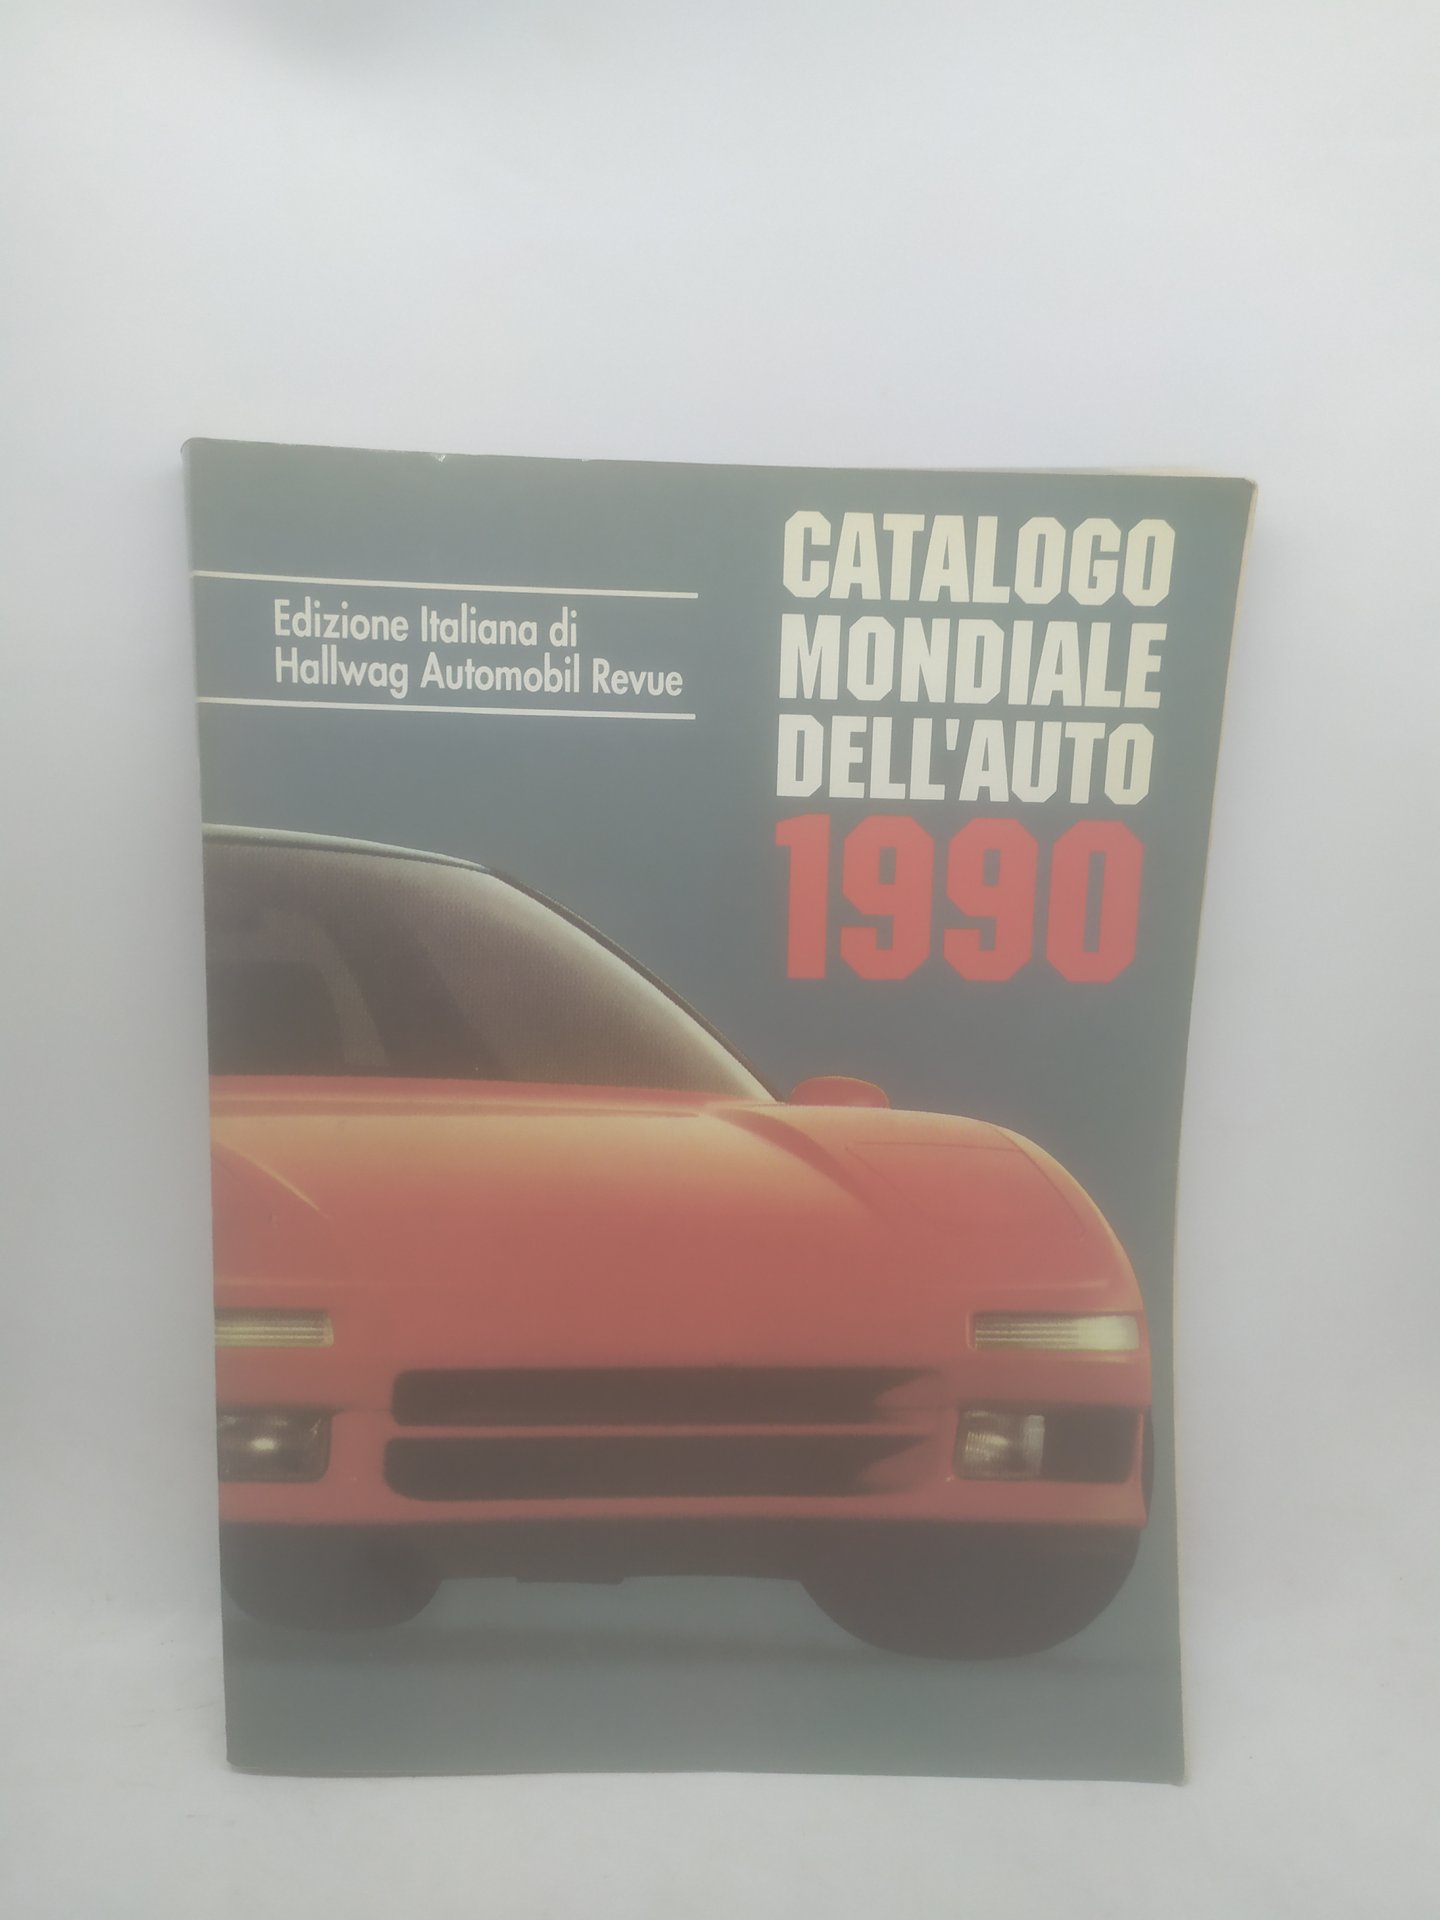 Edizione Italiana di
Hallwag Automobil Revue
CATALOGO
MONDIALE
DELL'AUTO
1990